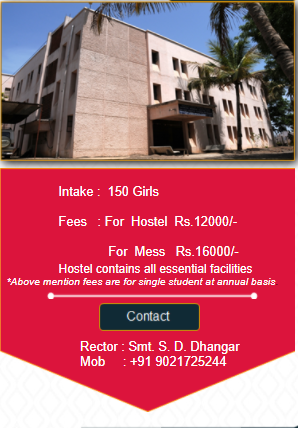 Intake : 150 Girls
Fees : For Hostel Rs.12000/-
For Mess Rs.16000/-
Hostel contains all essential facilities
*Above mention fees are for single student at annual basis
Contact
Rector : Smt. S. D. Dhangar
Mob : +91 9021725244